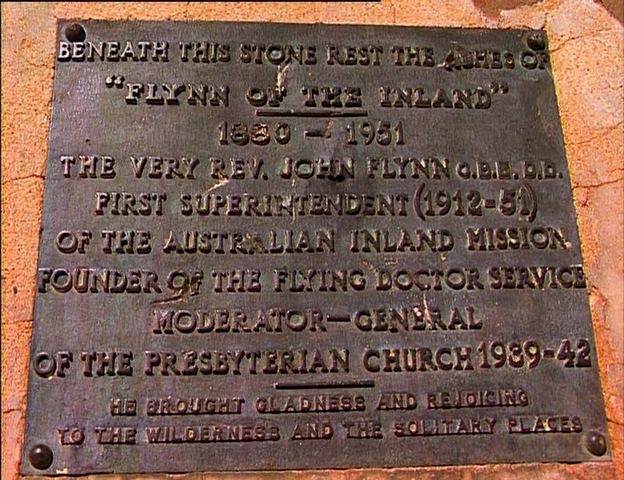 BENEATH THIS STONE REST THE ASHES OF
"FLYNN OF THE INLAND"
1880 - 1951
THE VERY REV. JOHN FLYNN O.B.E. D.D.
FIRST SUPERINTENDENT (1912-51)
OF THE AUSTRALIAN INLAND MISSION
FOUNDER OF THE FLYING DOCTOR SERVICE
MODERATOR-GENERAL
OF THE PRESBYTERIAN CHURCH 1939-42
HE BROUGHT GLADNESS AND REJOICING
TO THE WILDERNESS AND THE SOLITARY PLACES